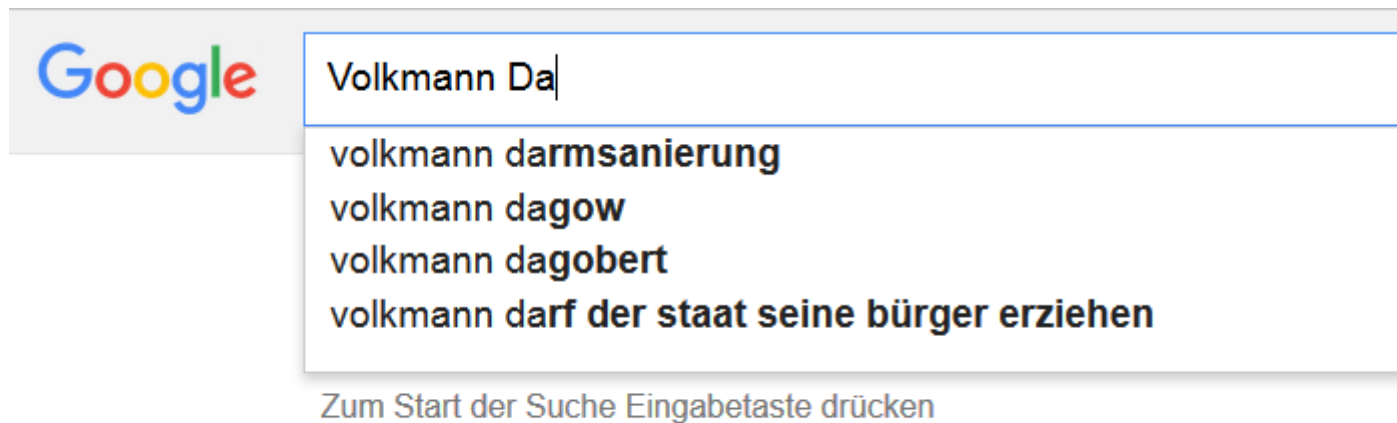 Google
Volkmann Da
volkmann darmsanierung
volkmann dagow
volkmann dagobert
volkmann darf der staat seine bürger erziehen
Zum Start der Suche Eingabetaste drücken